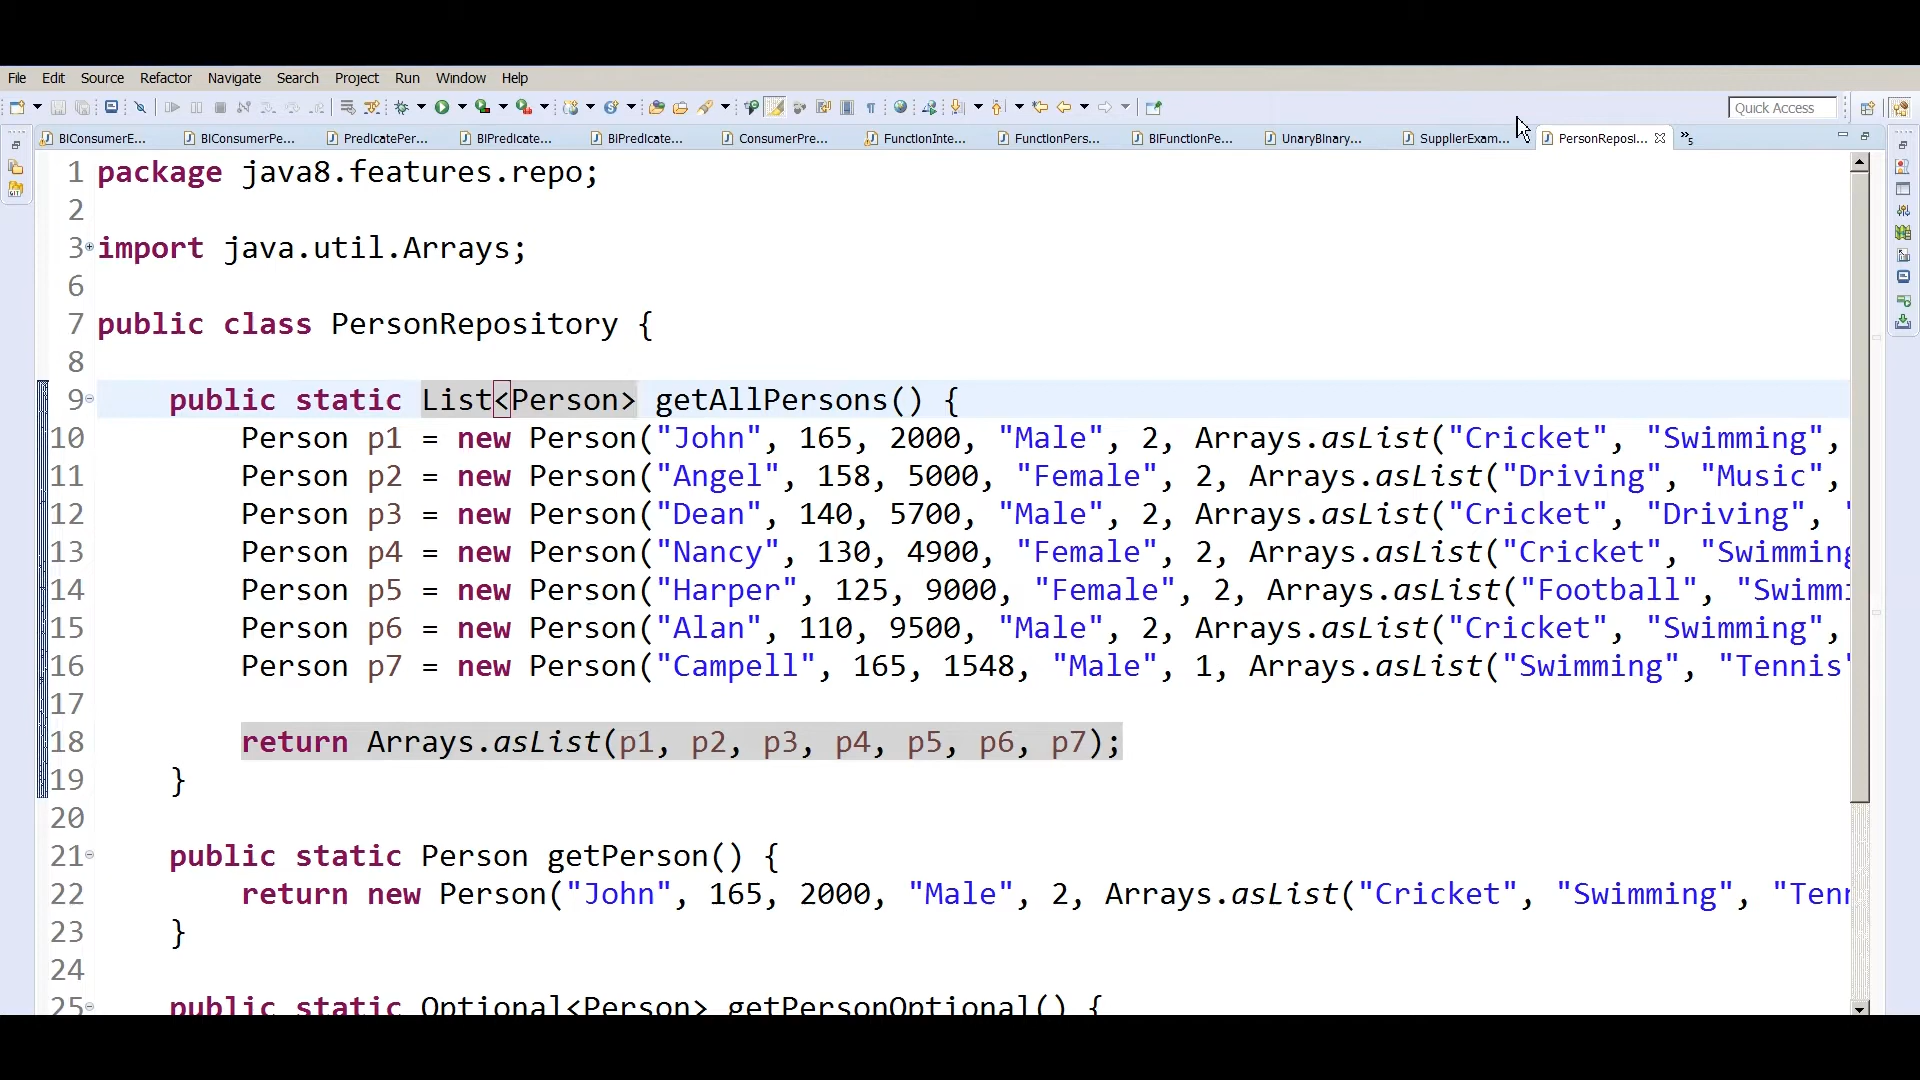 File Edit Source Refactor Navigate Search Project Run Window Help
Quick Access
BIConsumerE... BIConsumerPe... PredicatePer... BIPredicate... BIPredicate... ConsumerPre... FunctionInte... FunctionPers... BIFunctionPe... UnaryBinary... SupplierExam... PersonReposi... »5
1 package java8.features.repo;
2
3 import java.util.Arrays;
6
7 public class PersonRepository {
8
9 public static List<Person> getAllPersons() {
10 Person p1 = new Person("John", 165, 2000, "Male", 2, Arrays.asList("Cricket", "Swimming",
11 Person p2 = new Person("Angel", 158, 5000, "Female", 2, Arrays.asList("Driving", "Music",
12 Person p3 = new Person("Dean", 140, 5700, "Male", 2, Arrays.asList("Cricket", "Driving", "
13 Person p4 = new Person("Nancy", 130, 4900, "Female", 2, Arrays.asList("Cricket", "Swimming
14 Person p5 = new Person("Harper", 125, 9000, "Female", 2, Arrays.asList("Football", "Swimmi
15 Person p6 = new Person("Alan", 110, 9500, "Male", 2, Arrays.asList("Cricket", "Swimming",
16 Person p7 = new Person("Campell", 165, 1548, "Male", 1, Arrays.asList("Swimming", "Tennis"
17
18 return Arrays.asList(p1, p2, p3, p4, p5, p6, p7);
19 }
20
21 public static Person getPerson() {
22 return new Person("John", 165, 2000, "Male", 2, Arrays.asList("Cricket", "Swimming", "Tenn
23 }
24
25 public static Optional<Person> getPersonOptional() {